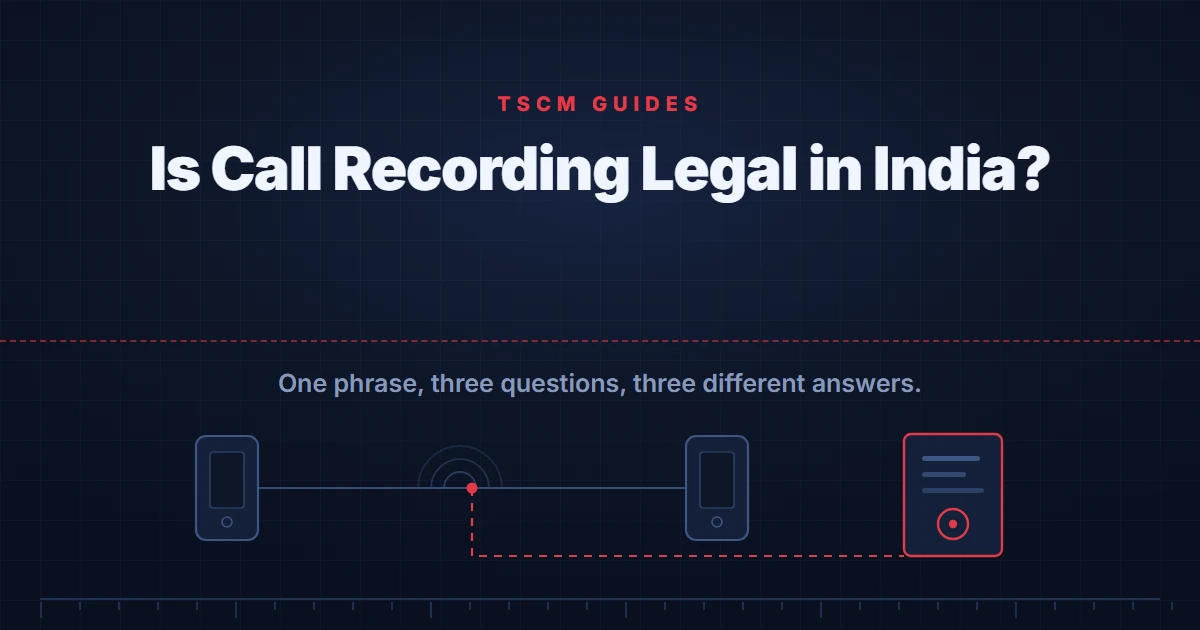 TSCM GUIDES
Is Call Recording Legal in India?
One phrase, three questions, three different answers.